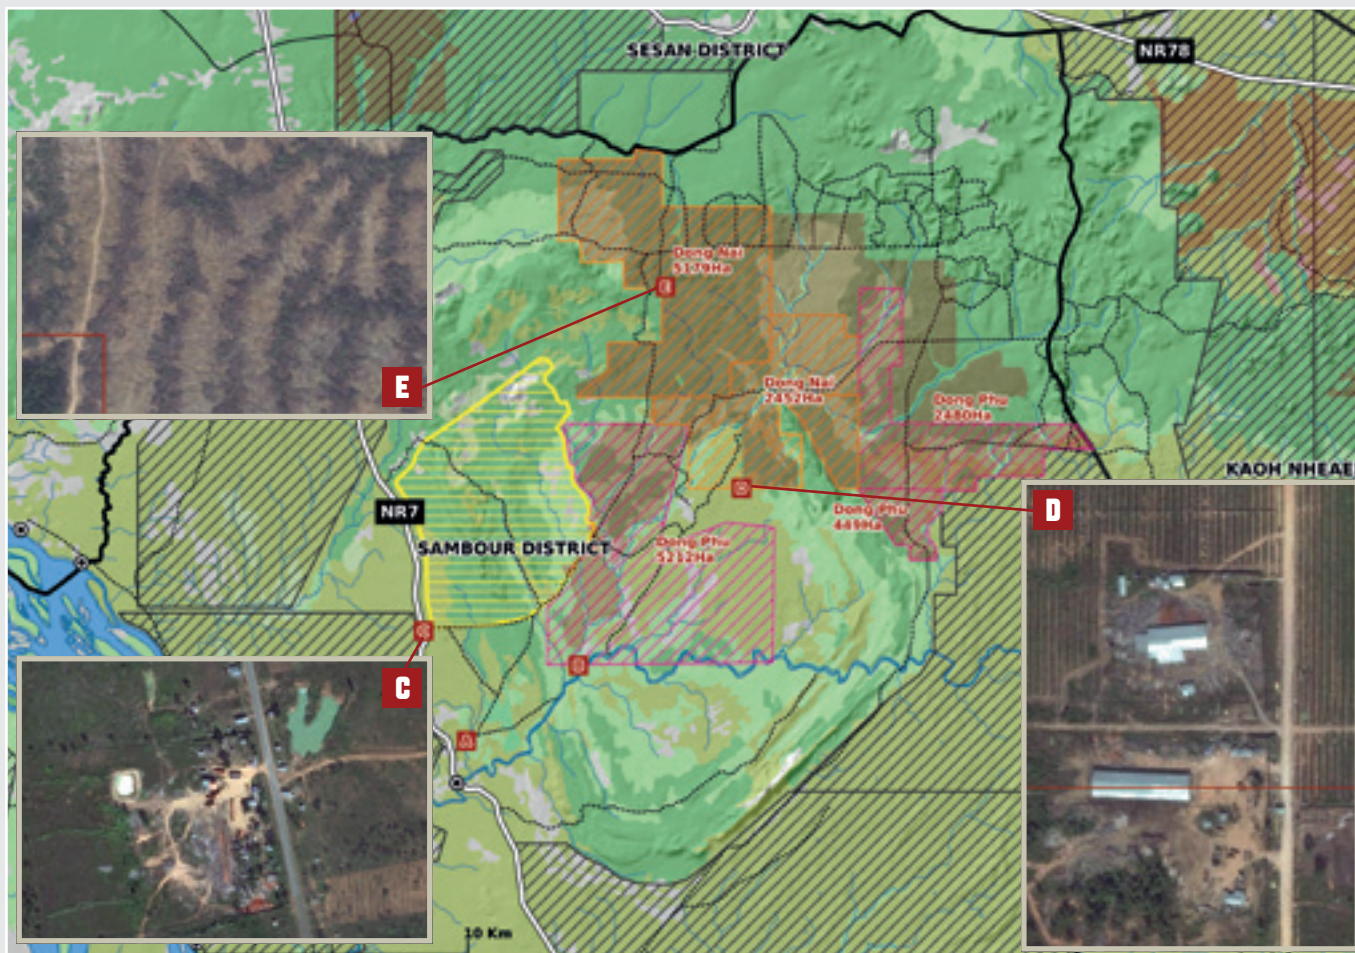 SESAN DISTRICT
NR78
Dong Nai
5179Ha
E
Dong Nai
2452Ha
Dong Phu
2480Ha
KAOH NHEAE
NR7
D
Dong Phu
449Ha
SAMBOUR DISTRICT
Dong Phu
5212Ha
C
10 Km